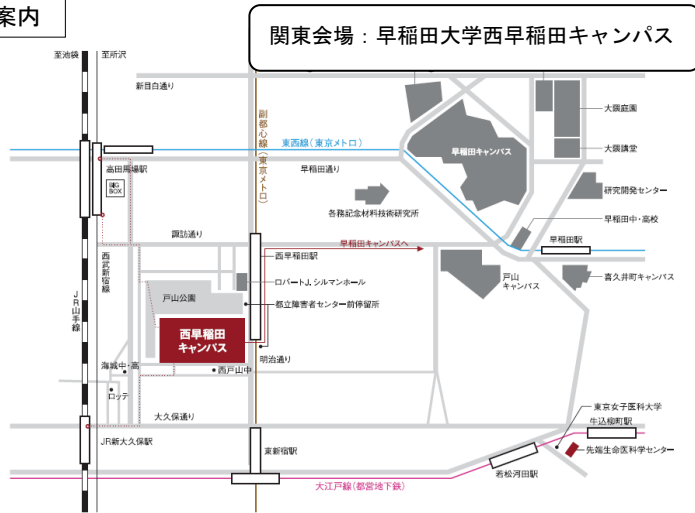 案内
関東会場：早稲田大学西早稲田キャンパス
至池袋
至所沢
新目白通り
副都心線（東京メトロ）
東西線（東京メトロ）
早稲田キャンパス
大隈庭園
大隈講堂
高田馬場駅
早稲田通り
BIG
BOX
各務記念材料技術研究所
研究開発センター
早稲田中・高校
諏訪通り
早稲田キャンパスへ
早稲田駅
西武新宿線
西早稲田駅
ロバートJ. シルマンホール
戸山
キャンパス
喜久井町キャンパス
JR山手線
戸山公園
都立障害者センター前停留所
西早稲田
キャンパス
明治通り
海城中・高
西戸山中
ロッテ
大久保通り
東京女子医科大学
牛込柳町駅
JR新大久保駅
東新宿駅
先端生命医科学センター
若松河田駅
大江戸線（都営地下鉄）